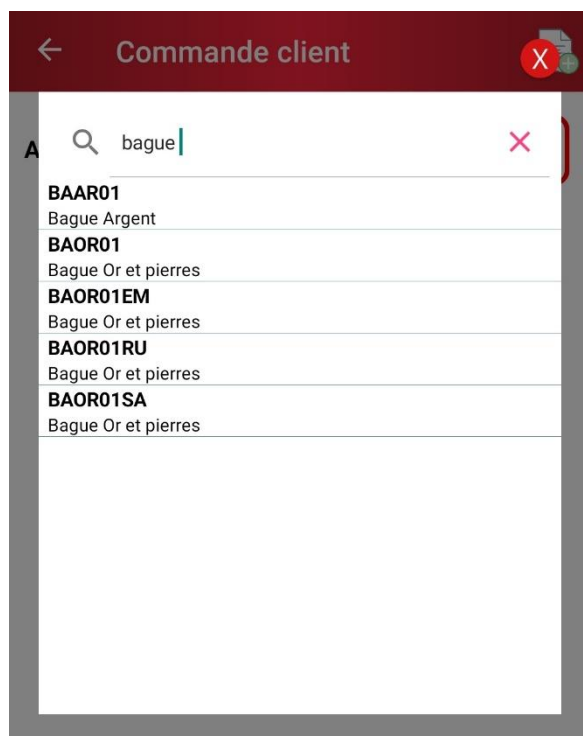 Commande client
X
A
bague
BAAR01
Bague Argent
BAOR01
Bague Or et pierres
BAOR01EM
Bague Or et pierres
BAOR01RU
Bague Or et pierres
BAOR01SA
Bague Or et pierres